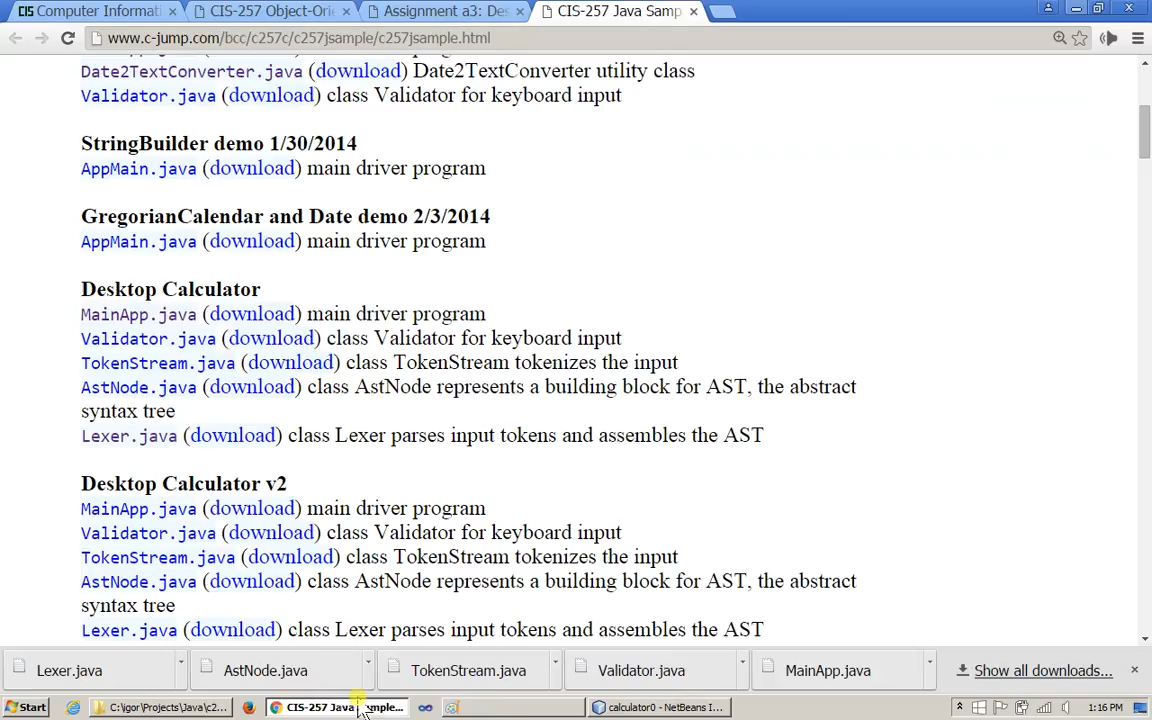 CIS Computer Informati
CIS-257 Object-Orie
Assignment a3: Des
CIS-257 Java Samp
www.c-jump.com/bcc/c257c/c257jsample/c257jsample.html
Date2TextConverter.java (download) Date2TextConverter utility class
Validator.java (download) class Validator for keyboard input
StringBuilder demo 1/30/2014
AppMain.java (download) main driver program
GregorianCalendar and Date demo 2/3/2014
AppMain.java (download) main driver program
Desktop Calculator
MainApp.java (download) main driver program
Validator.java (download) class Validator for keyboard input
TokenStream.java (download) class TokenStream tokenizes the input
AstNode.java (download) class AstNode represents a building block for AST, the abstract
syntax tree
Lexer.java (download) class Lexer parses input tokens and assembles the AST
Desktop Calculator v2
MainApp.java (download) main driver program
Validator.java (download) class Validator for keyboard input
TokenStream.java (download) class TokenStream tokenizes the input
AstNode.java (download) class AstNode represents a building block for AST, the abstract
syntax tree
Lexer.java (download) class Lexer parses input tokens and assembles the AST
Lexer.java
AstNode.java
TokenStream.java
Validator.java
MainApp.java
Show all downloads...
Start
C:\igor\Projects\Java\c2...
CIS-257 Java
calculator0 - NetBeans I...
1:16 PM